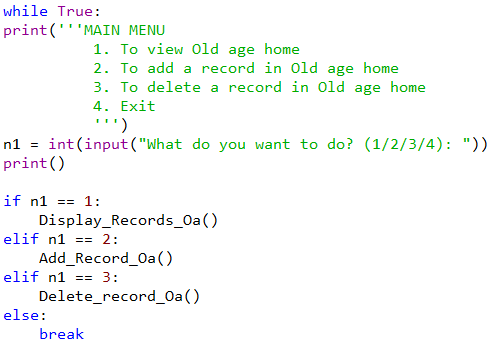 while True:
print('''MAIN MENU
          1. To view Old age home
          2. To add a record in Old age home
          3. To delete a record in Old age home
          4. Exit
          ''')
n1 = int(input("What do you want to do? (1/2/3/4): "))
print()

if n1 == 1:
    Display_Records_Oa()
elif n1 == 2:
    Add_Record_Oa()
elif n1 == 3:
    Delete_record_Oa()
else:
    break